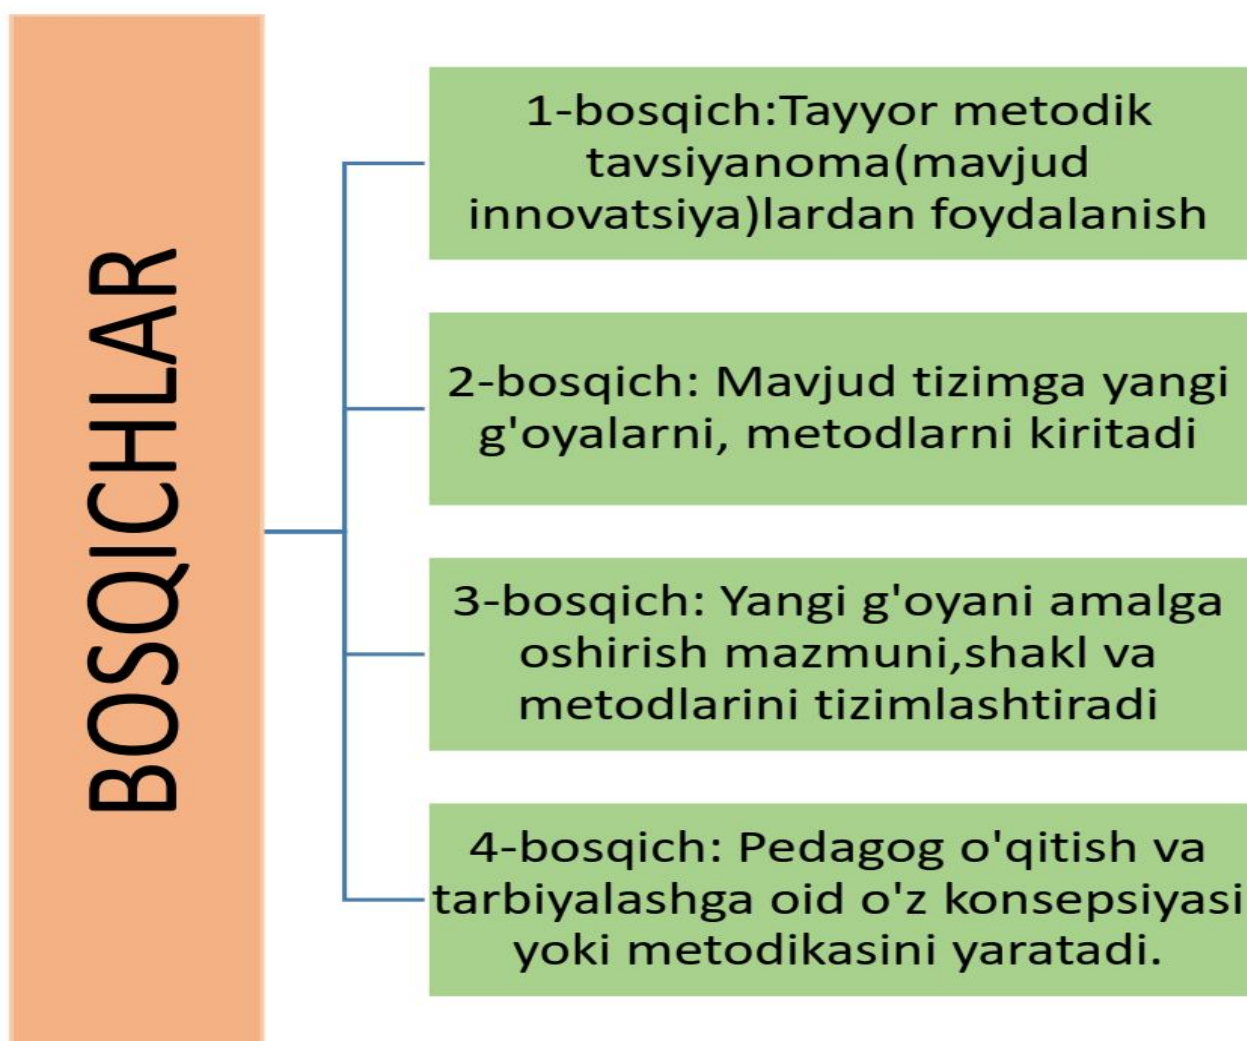 BOSQICHLAR
1-bosqich:Tayyor metodik
tavsiyanoma(mavjud
innovatsiya)lardan foydalanish
2-bosqich: Mavjud tizimga yangi
g'oyalarni, metodlarni kiritadi
3-bosqich: Yangi g'oyani amalga
oshirish mazmuni,shakl va
metodlarini tizimlashtiradi
4-bosqich: Pedagog o'qitish va
tarbiyalashga oid o'z konsepsiyasi
yoki metodikasini yaratadi.